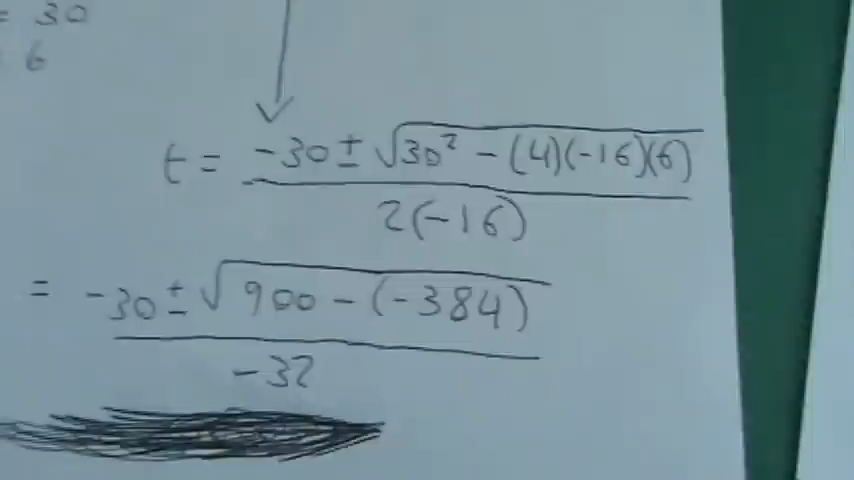 = 30
= 6
t = -30 ± √30² - (4)(-16)(6)
2(-16)
= -30 ± √900 - (-384)
-32